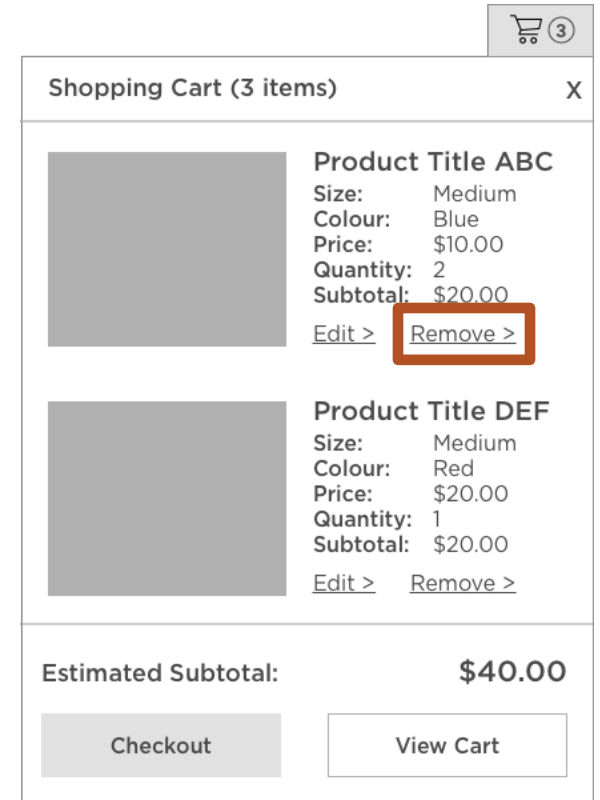 3
Shopping Cart (3 items) X
Product Title ABC
Size: Medium
Colour: Blue
Price: $10.00
Quantity: 2
Subtotal: $20.00
Edit > Remove >
Product Title DEF
Size: Medium
Colour: Red
Price: $20.00
Quantity: 1
Subtotal: $20.00
Edit > Remove >
Estimated Subtotal: $40.00
Checkout View Cart